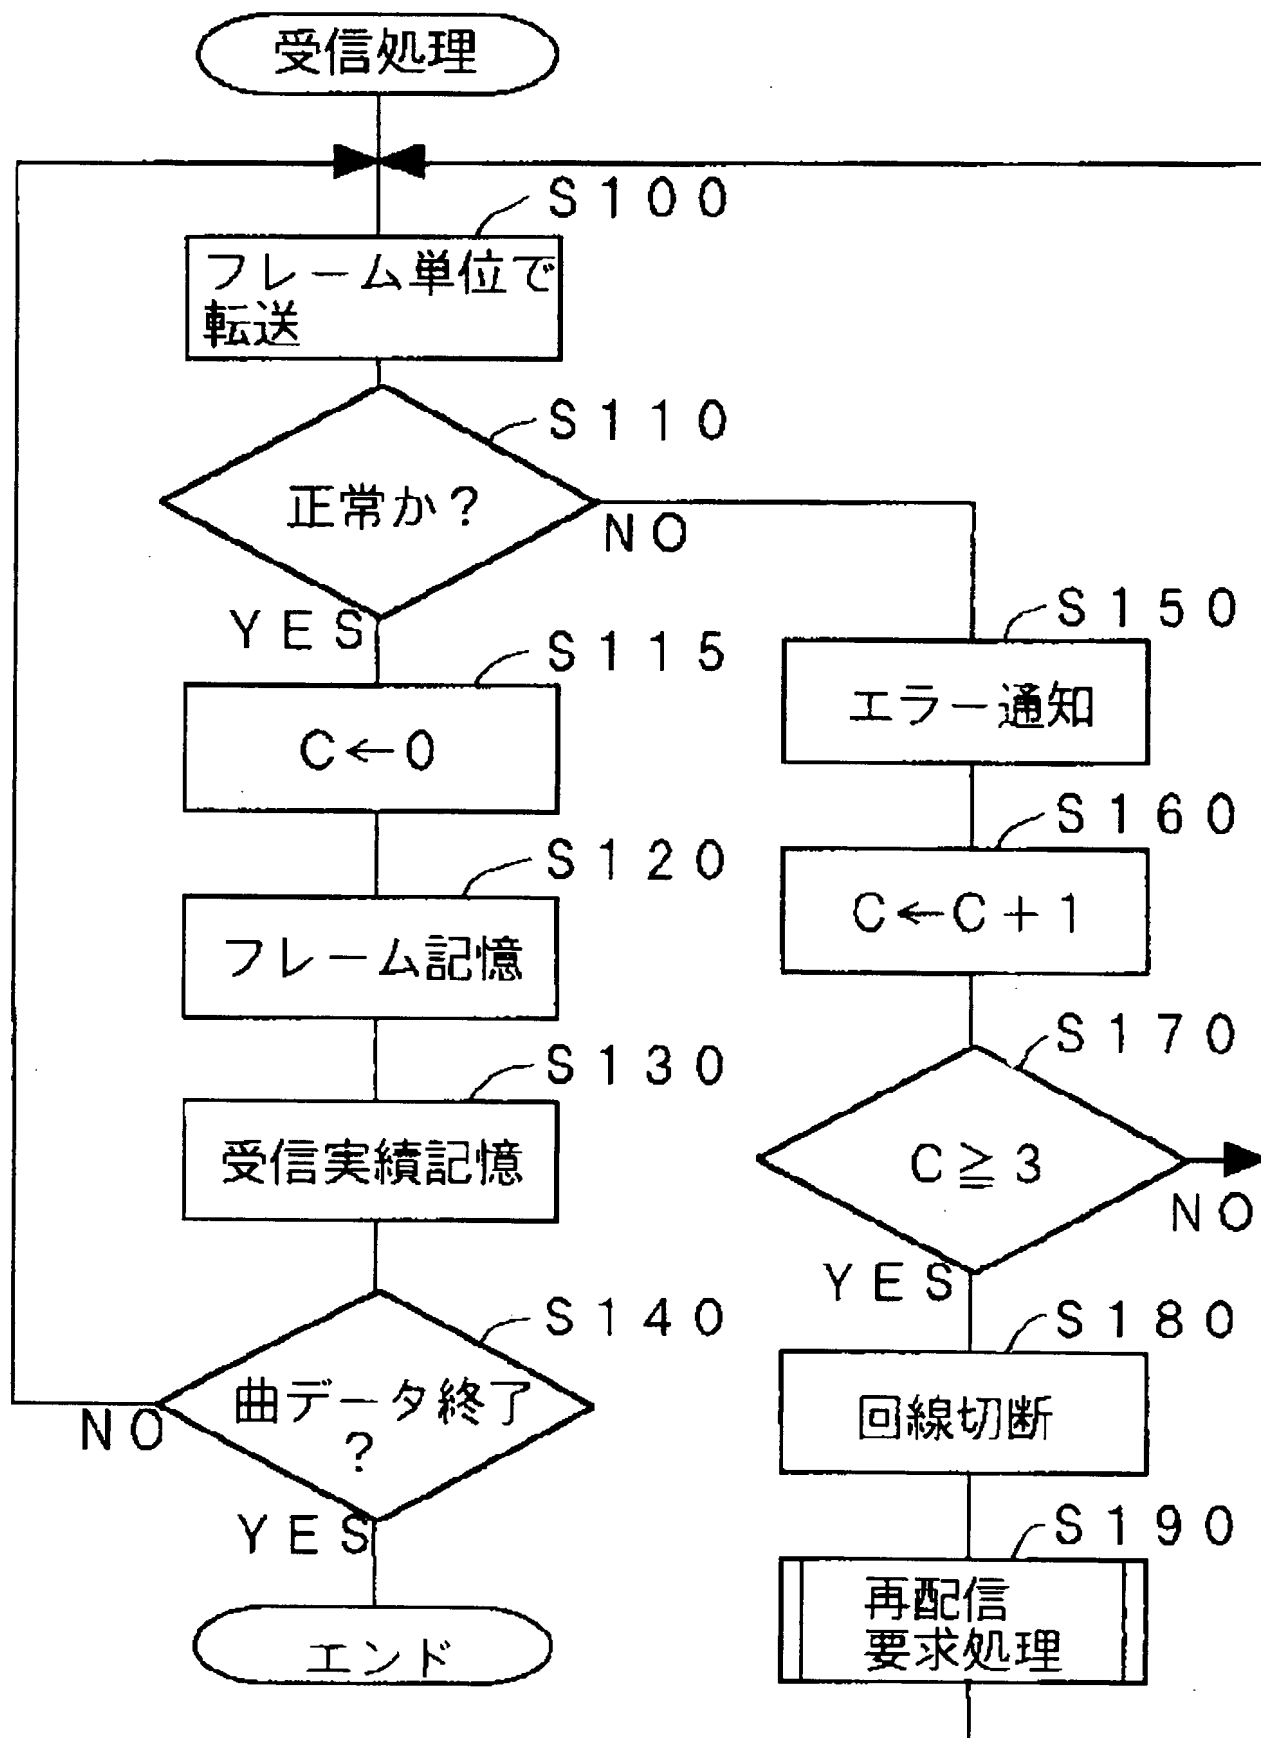 受信処理
S100
フレーム単位で
転送
S110
正常か?
NO
YES
S115
C←0
S120
フレーム記憶
S130
受信実績記憶
S140
曲データ終了
?
NO
YES
エンド
S150
エラー通知
S160
C←C+1
S170
C≧3
NO
YES
S180
回線切断
S190
再配信
要求処理